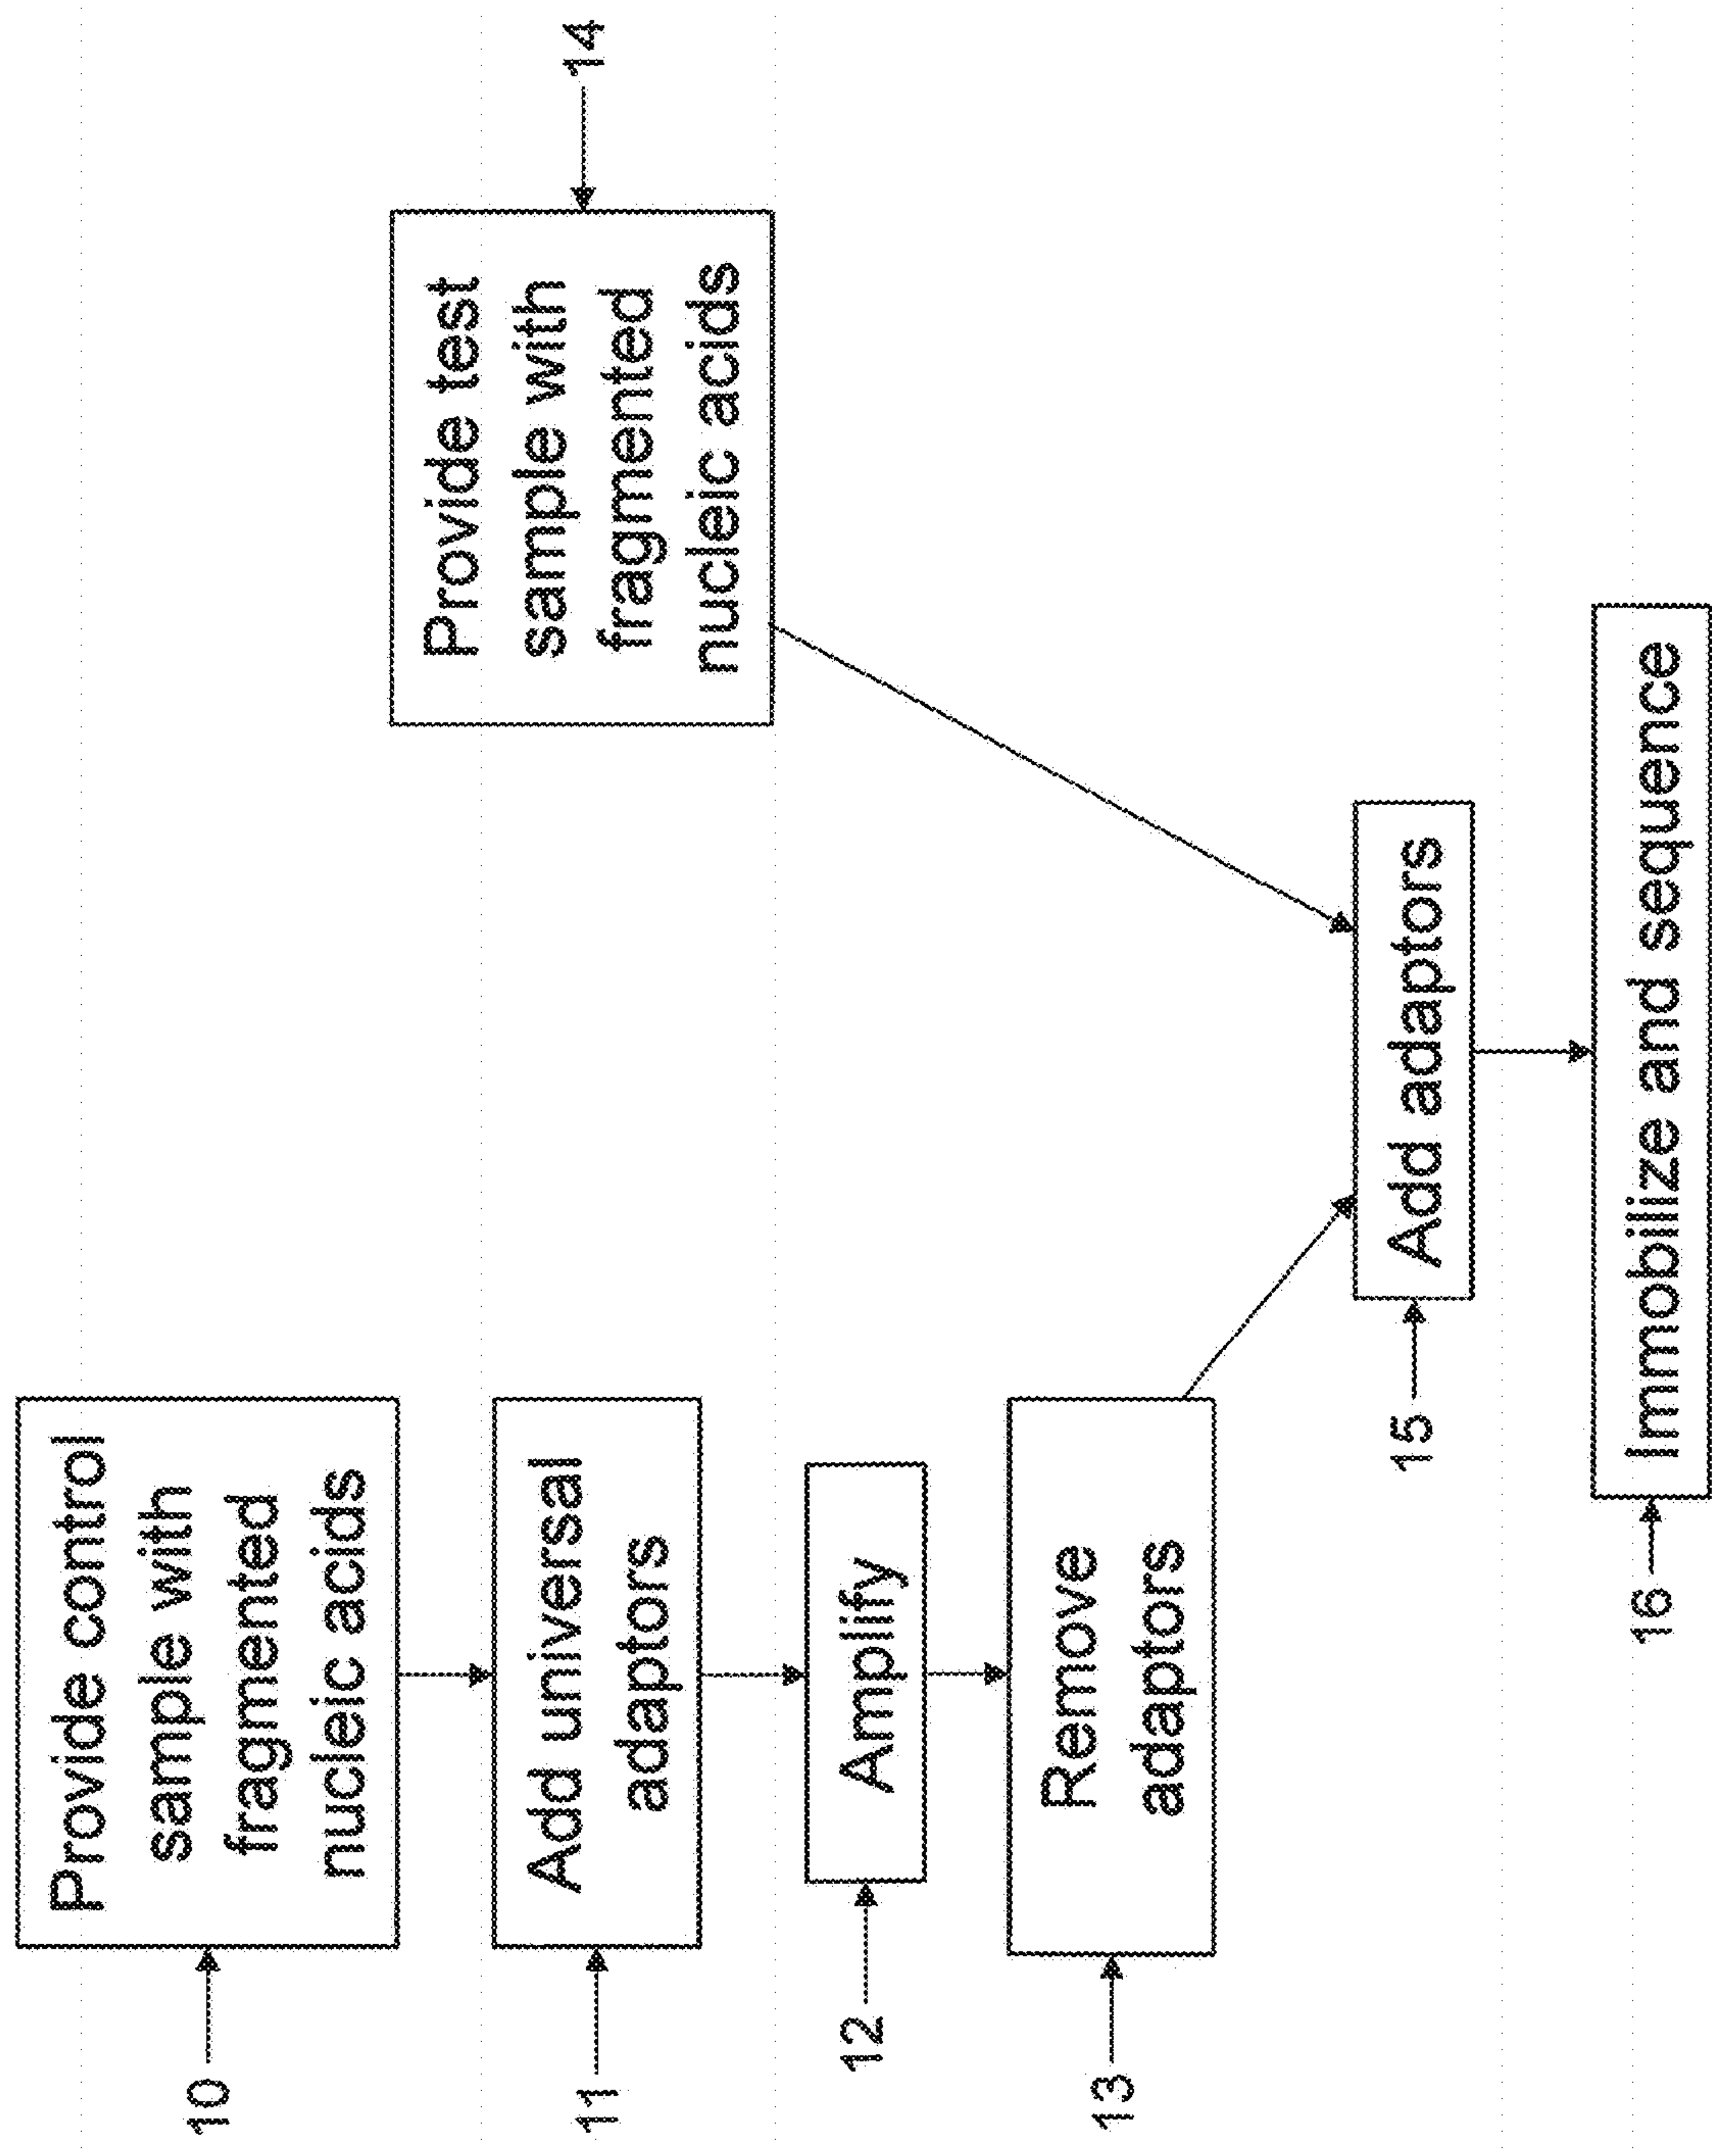 10
Provide control
sample with
fragmented
nucleic acids
11
Add universal
adaptors
12
Amplify
13
Remove
adaptors
14
Provide test
sample with
fragmented
nucleic acids
15
Add adaptors
16
Immobilize and sequence